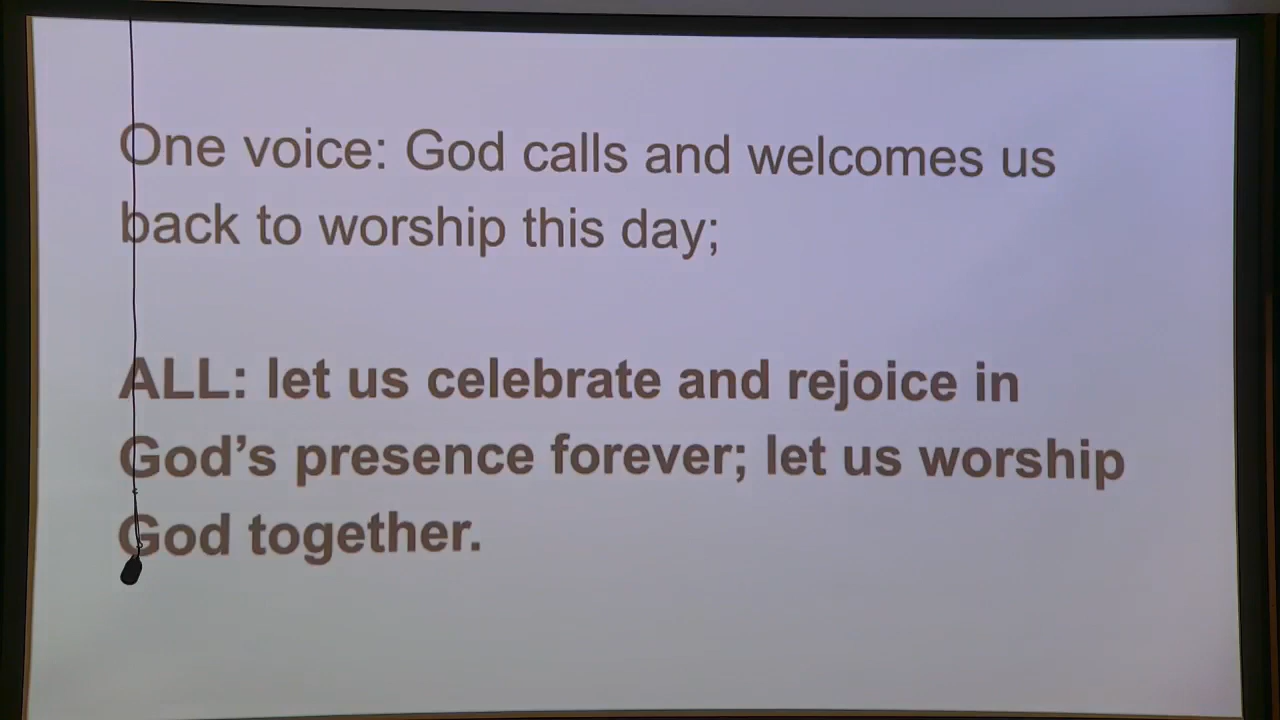 One voice: God calls and welcomes us
back to worship this day;
ALL: let us celebrate and rejoice in
God’s presence forever; let us worship
God together.